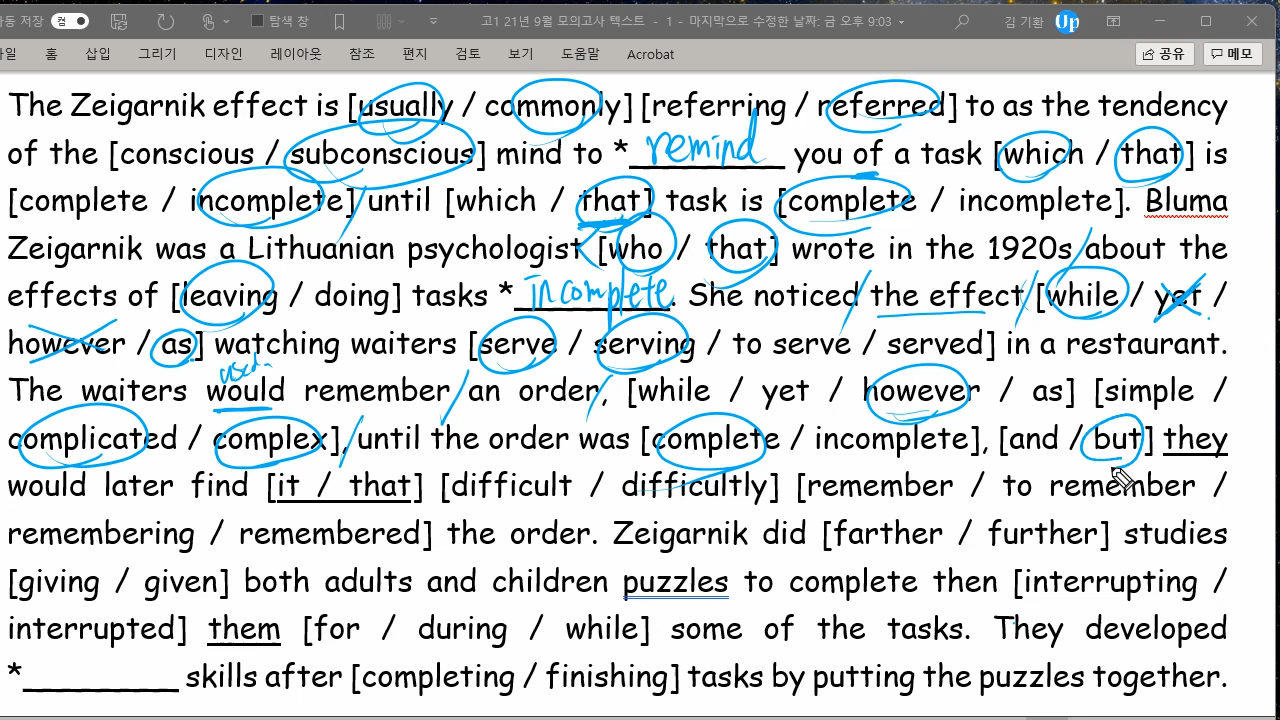 동 저장 컴 탐색 창 고1 21년 9월 모의고사 텍스트 - 1 - 마지막으로 수정한 날짜: 금 오후 9:03 김 기환 Up
일 홈 삽입 그리기 디자인 레이아웃 참조 편지 검토 보기 도움말 Acrobat 공유 메모
The Zeigarnik effect is [usually / commonly] [referring / referred] to as the tendency
of the [conscious / subconscious] mind to *__________ you of a task [which / that] is
remind
[complete / incomplete] until [which / that] task is [complete / incomplete]. Bluma
Zeigarnik was a Lithuanian psychologist [who / that] wrote in the 1920s about the
effects of [leaving / doing] tasks *__________. She noticed the effect [while / yet /
incomplete
however / as] watching waiters [serve / serving / to serve / served] in a restaurant.
used
The waiters would remember an order, [while / yet / however / as] [simple /
complicated / complex], until the order was [complete / incomplete], [and / but] they
would later find [it / that] [difficult / difficultly] [remember / to remember /
remembering / remembered] the order. Zeigarnik did [farther / further] studies
[giving / given] both adults and children puzzles to complete then [interrupting /
interrupted] them [for / during / while] some of the tasks. They developed
*__________ skills after [completing / finishing] tasks by putting the puzzles together.